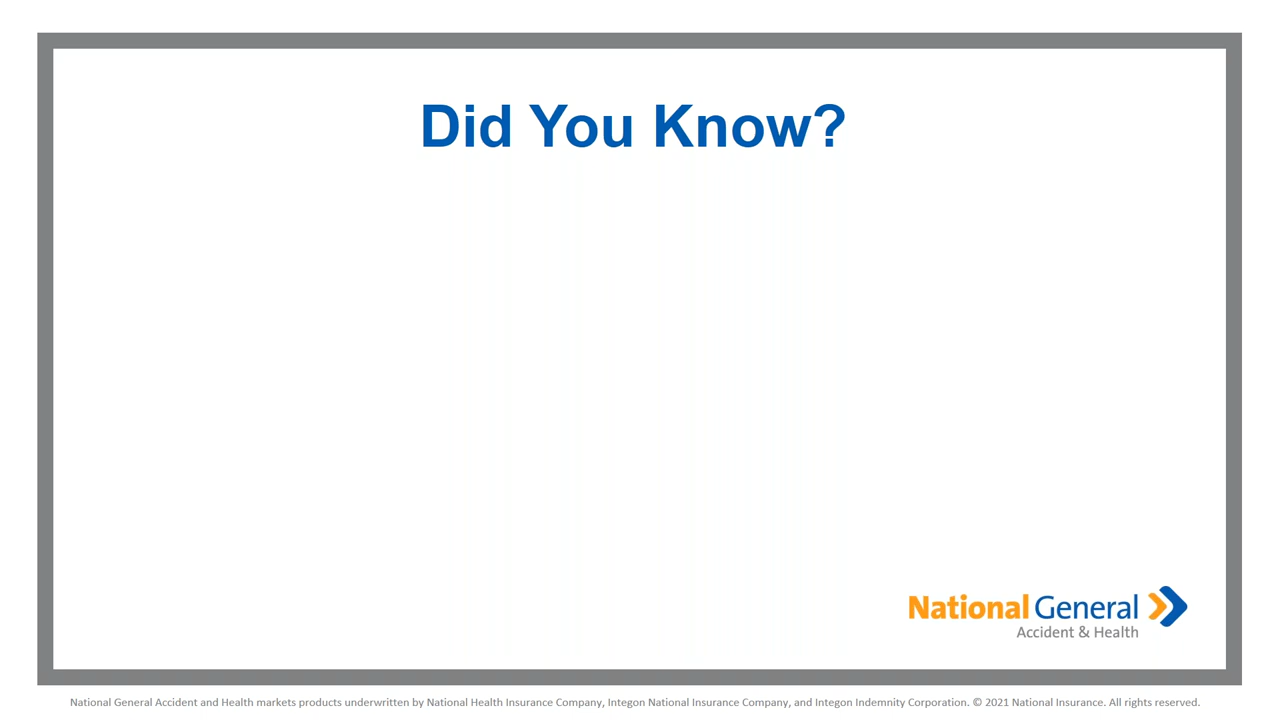 Did You Know?
National General
Accident & Health
National General Accident and Health markets products underwritten by National Health Insurance Company, Integon National Insurance Company, and Integon Indemnity Corporation. © 2021 National Insurance. All rights reserved.